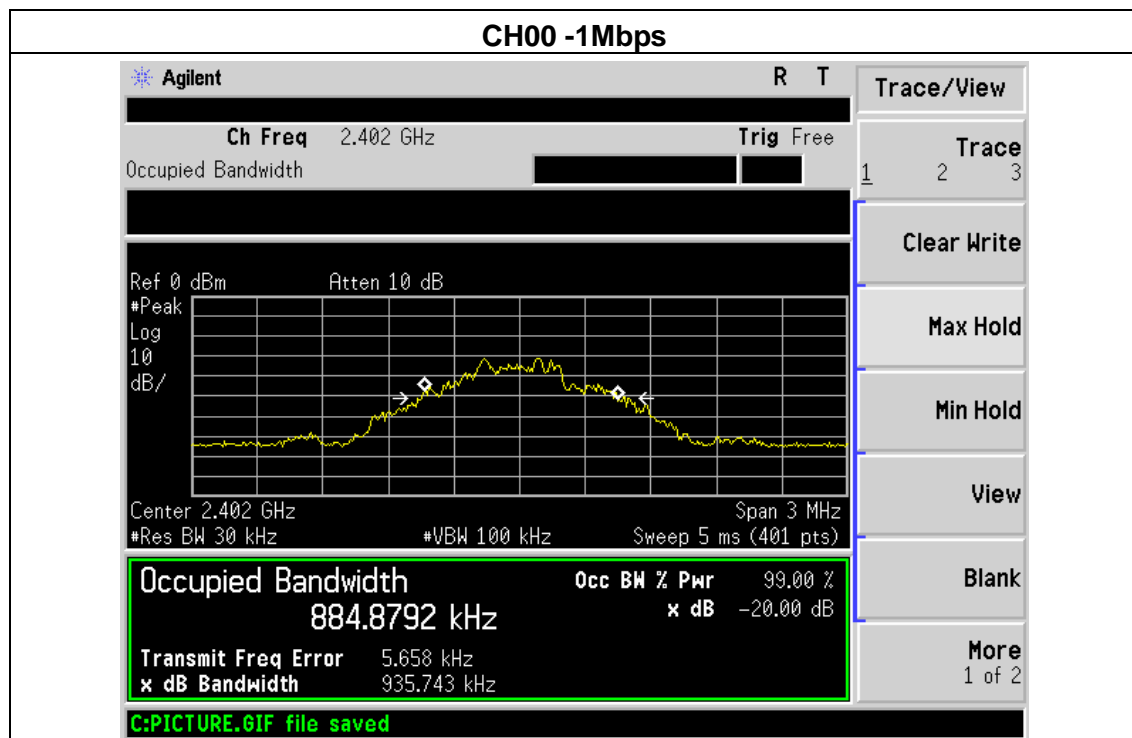 CH00 -1Mbps
Agilent R T
Ch Freq 2.402 GHz Trig Free
Occupied Bandwidth
Ref 0 dBm Atten 10 dB
#Peak
Log
10
dB/
Center 2.402 GHz Span 3 MHz
#Res BW 30 kHz #VBW 100 kHz Sweep 5 ms (401 pts)
Occupied Bandwidth Occ BW % Pwr 99.00 %
884.8792 kHz x dB -20.00 dB
Transmit Freq Error 5.658 kHz
x dB Bandwidth 935.743 kHz
C:PICTURE.GIF file saved
Trace/View
Trace
1 2 3
Clear Write
Max Hold
Min Hold
View
Blank
More
1 of 2